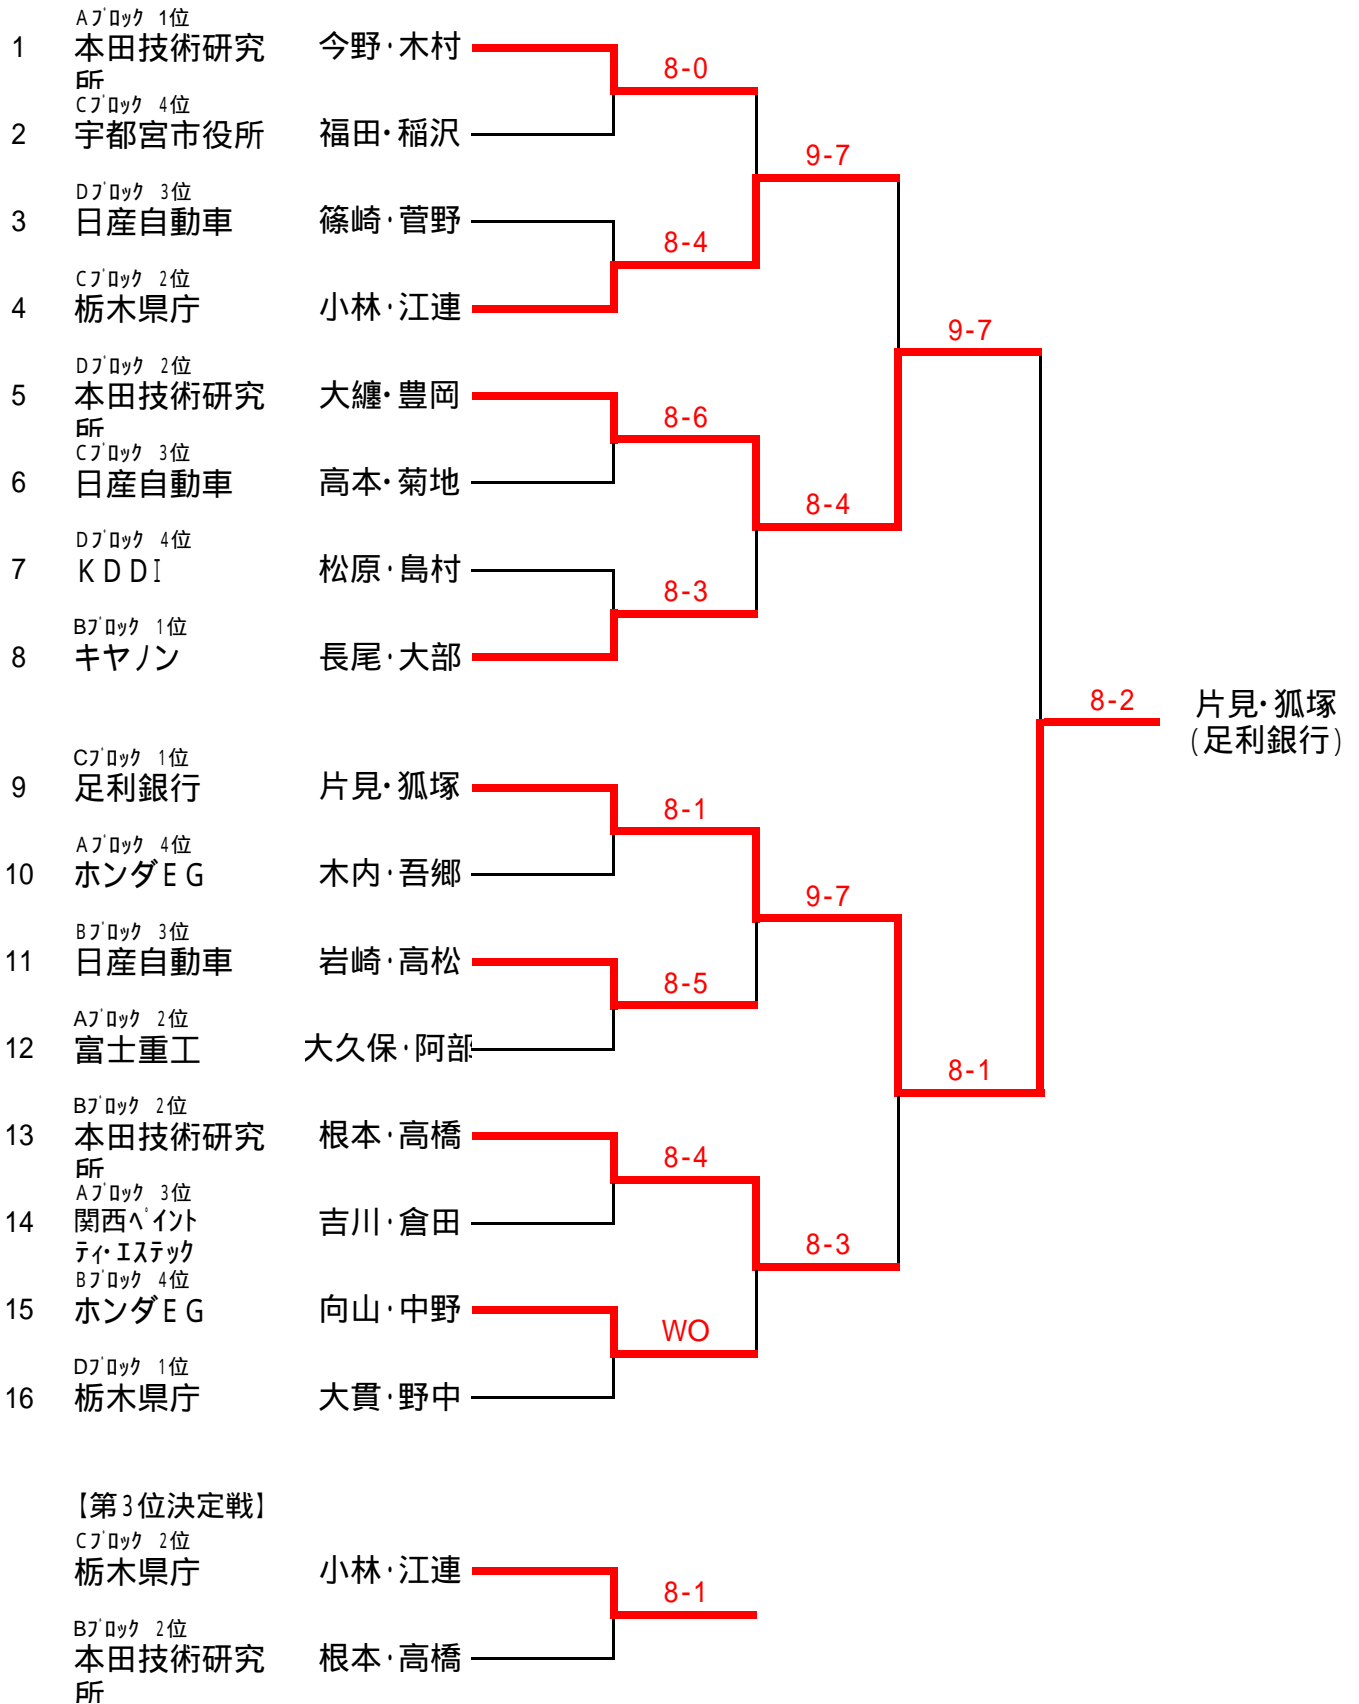 Aブロック 1位
1 本田技術研究 今野・木村
所
8-0
Cブロック 4位
2 宇都宮市役所 福田・稲沢
9-7
Dブロック 3位
3 日産自動車 篠崎・菅野
8-4
Cブロック 2位
4 栃木県庁 小林・江連
9-7
Dブロック 2位
5 本田技術研究 大纏・豊岡
所
8-6
Cブロック 3位
6 日産自動車 高本・菊地
8-4
Dブロック 4位
7 KDDI 松原・島村
8-3
Bブロック 1位
8 キヤノン 長尾・大部
8-2 片見・狐塚
(足利銀行)
Cブロック 1位
9 足利銀行 片見・狐塚
8-1
Aブロック 4位
10 ホンダEG 木内・吾郷
9-7
Bブロック 3位
11 日産自動車 岩崎・高松
8-5
Aブロック 2位
12 富士重工 大久保・阿部
8-1
Bブロック 2位
13 本田技術研究 根本・高橋
所
8-4
Aブロック 3位
14 関西ペイント 吉川・倉田
ティ・エステック
8-3
Bブロック 4位
15 ホンダEG 向山・中野
WO
Dブロック 1位
16 栃木県庁 大貫・野中
【第3位決定戦】
Cブロック 2位
栃木県庁 小林・江連
8-1
Bブロック 2位
本田技術研究 根本・高橋
所